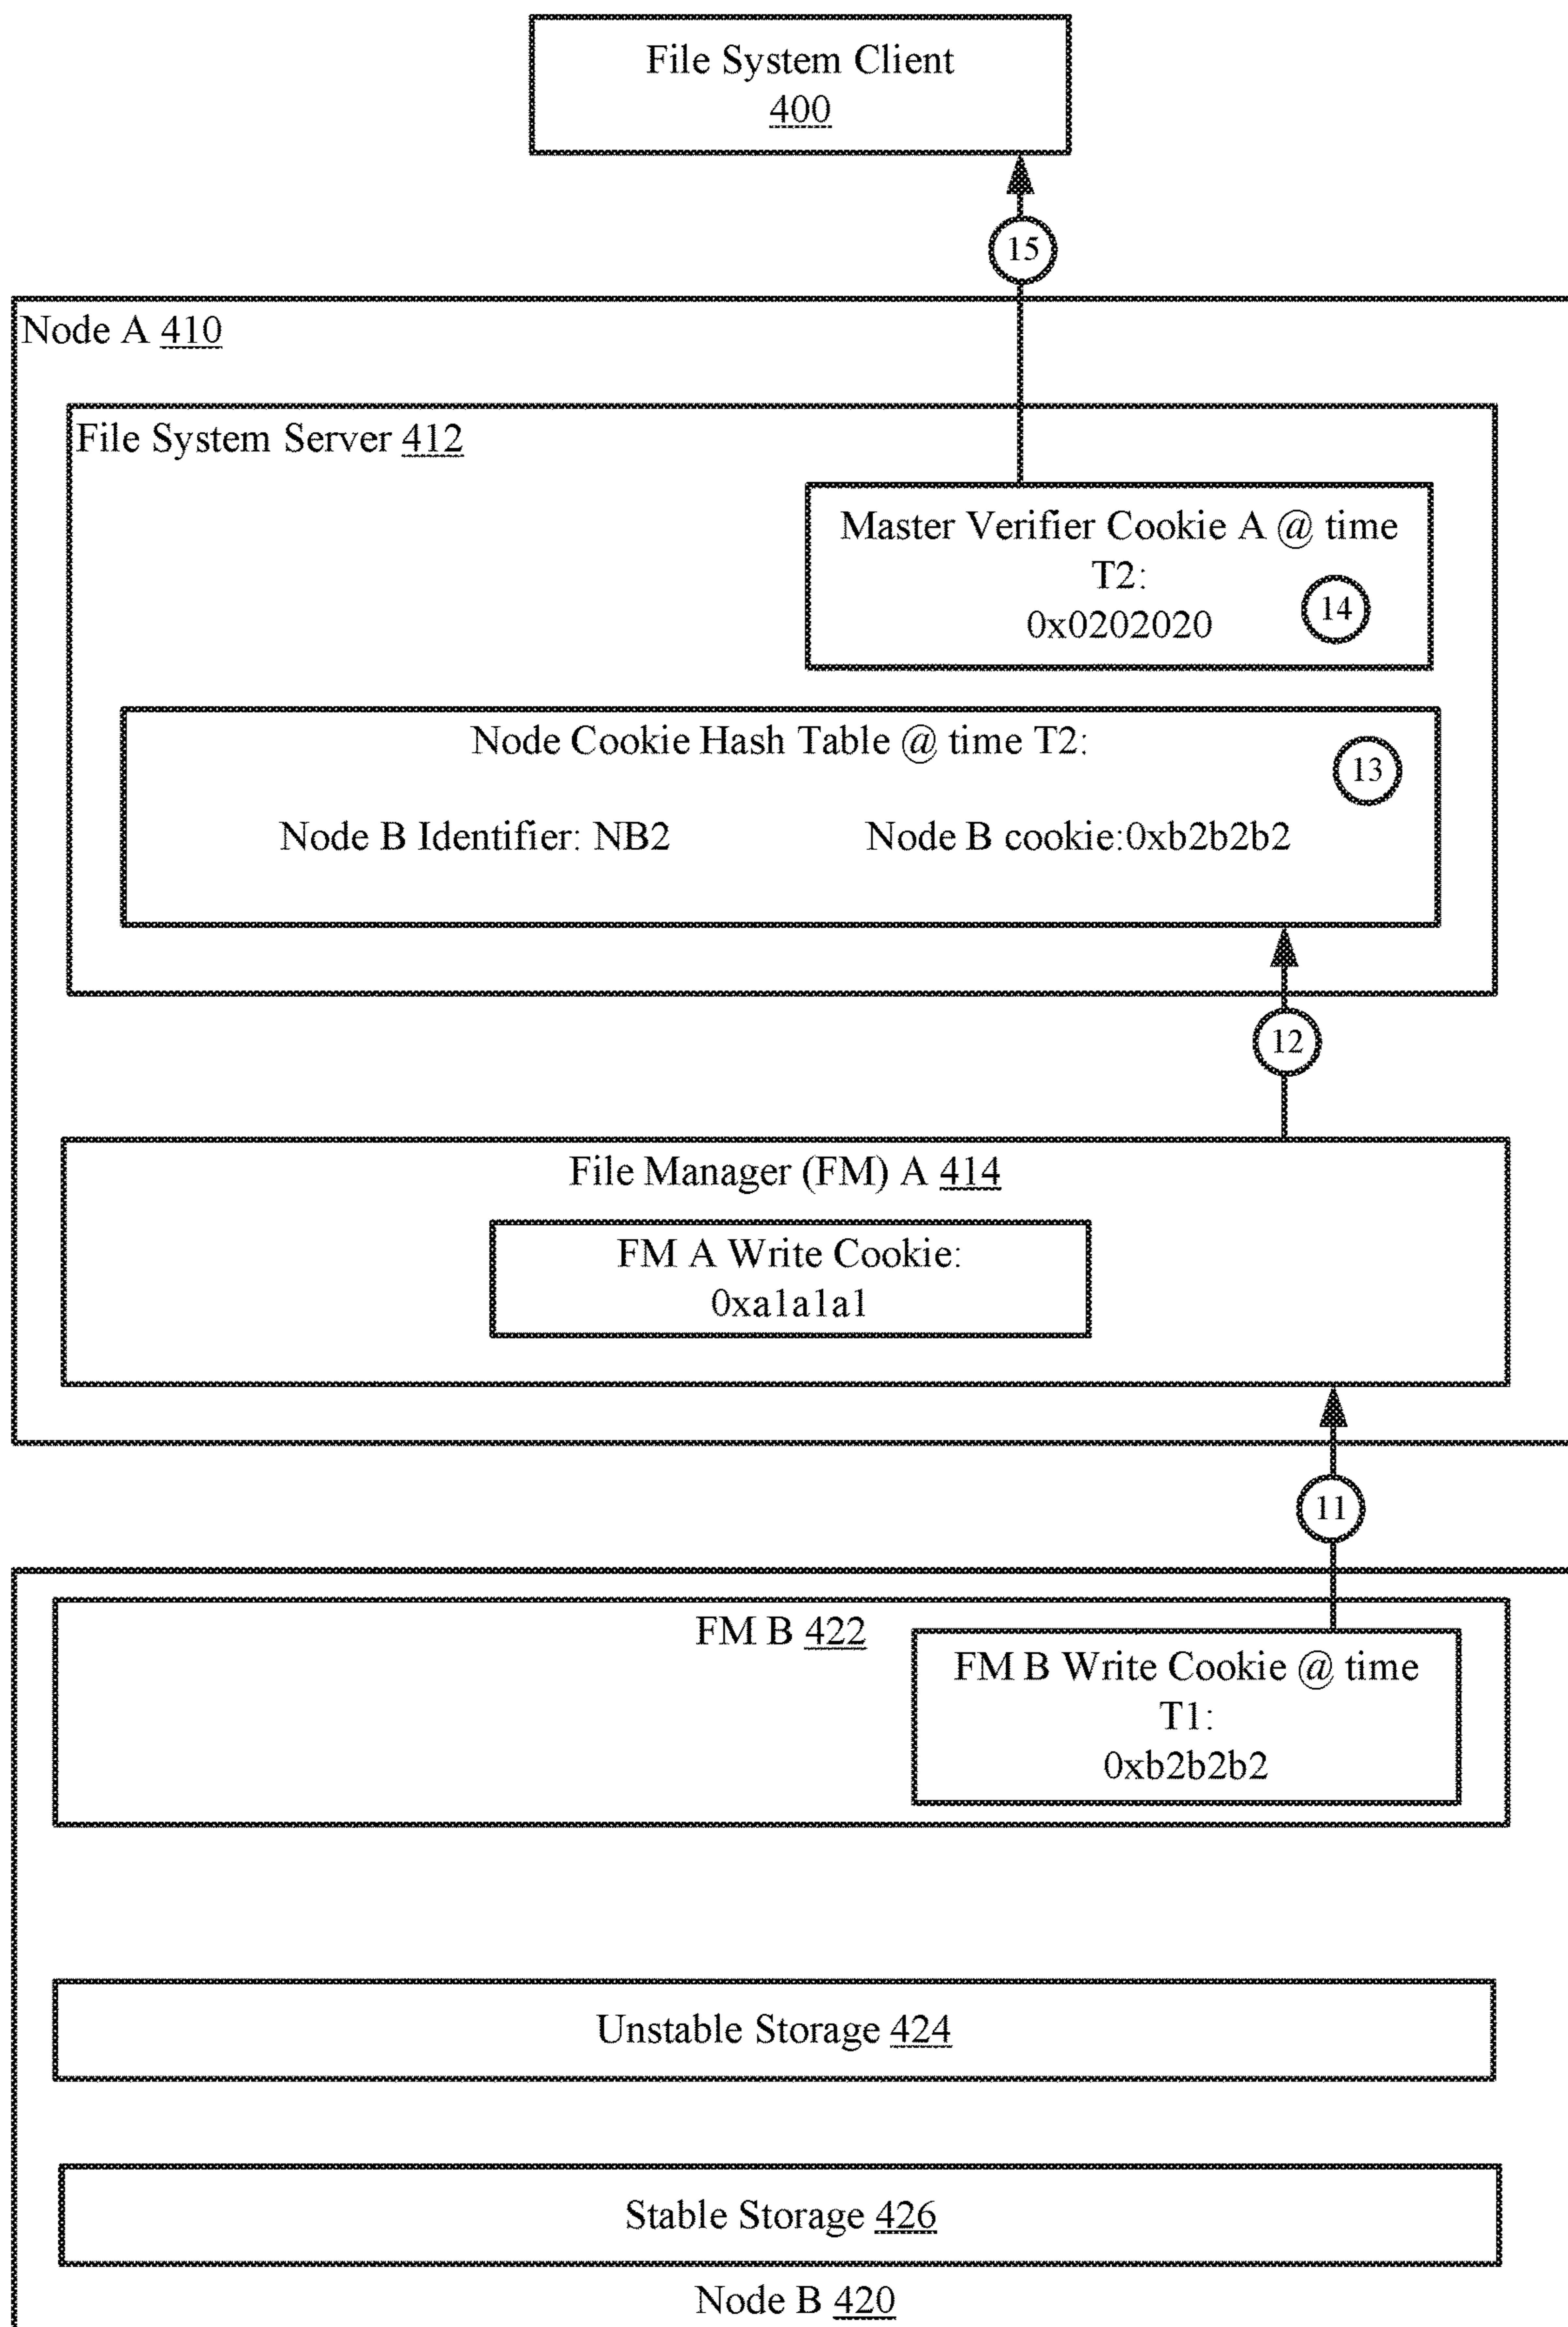 File System Client
400
15
Node A 410
File System Server 412
Master Verifier Cookie A @ time
T2:
0x0202020
14
Node Cookie Hash Table @ time T2:
13
Node B Identifier: NB2 Node B cookie:0xb2b2b2
12
File Manager (FM) A 414
FM A Write Cookie:
0xa1a1a1
11
FM B 422
FM B Write Cookie @ time
T1:
0xb2b2b2
Unstable Storage 424
Stable Storage 426
Node B 420